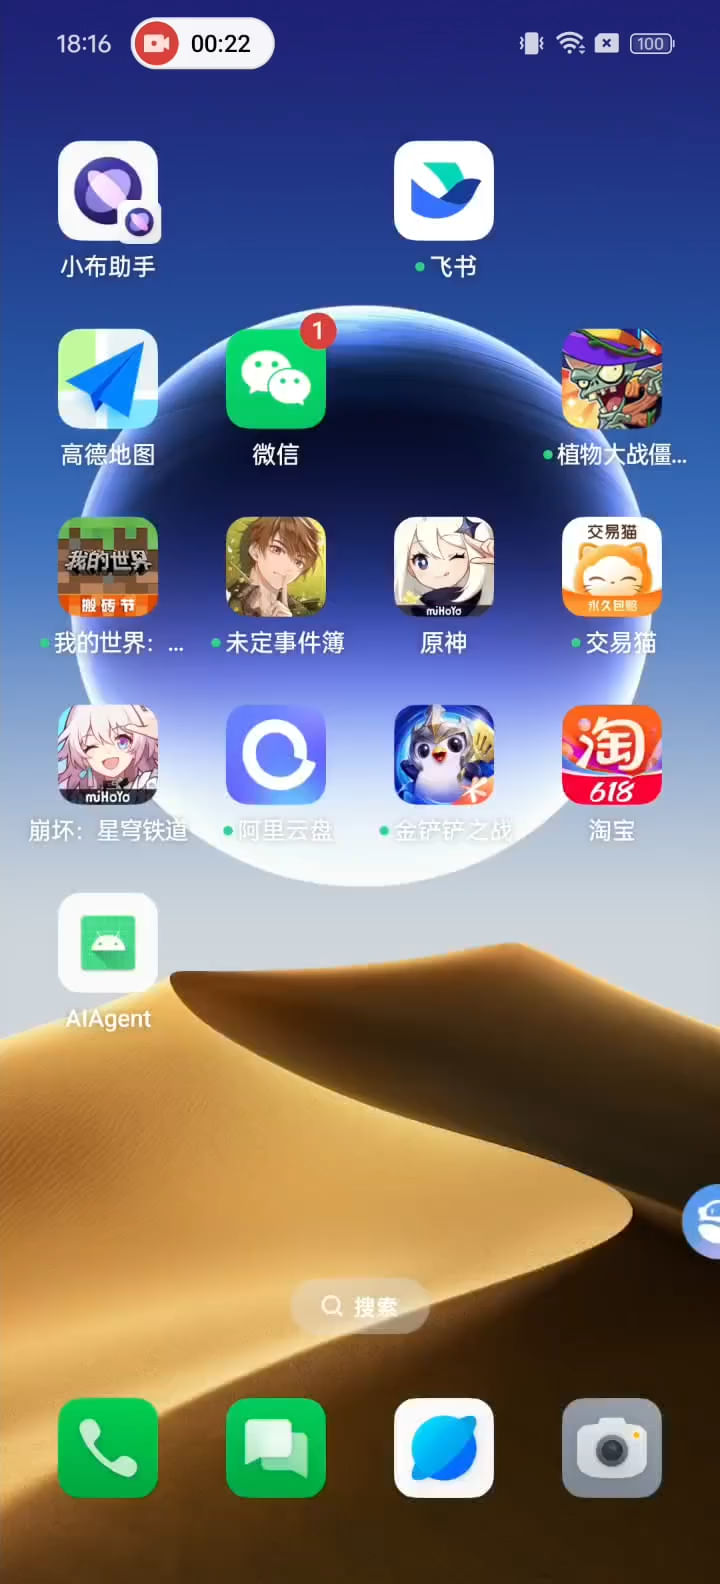 18:16 00:22 100
小布助手 飞书
1
高德地图 微信 植物大战僵...
交易猫
我的世界
搬砖节 miHoYo 永久包赔
我的世界：... 未定事件簿 原神 交易猫
淘
miHoYo 618
崩坏：星穹铁道 阿里云盘 金铲铲之战 淘宝
AIAgent
搜索